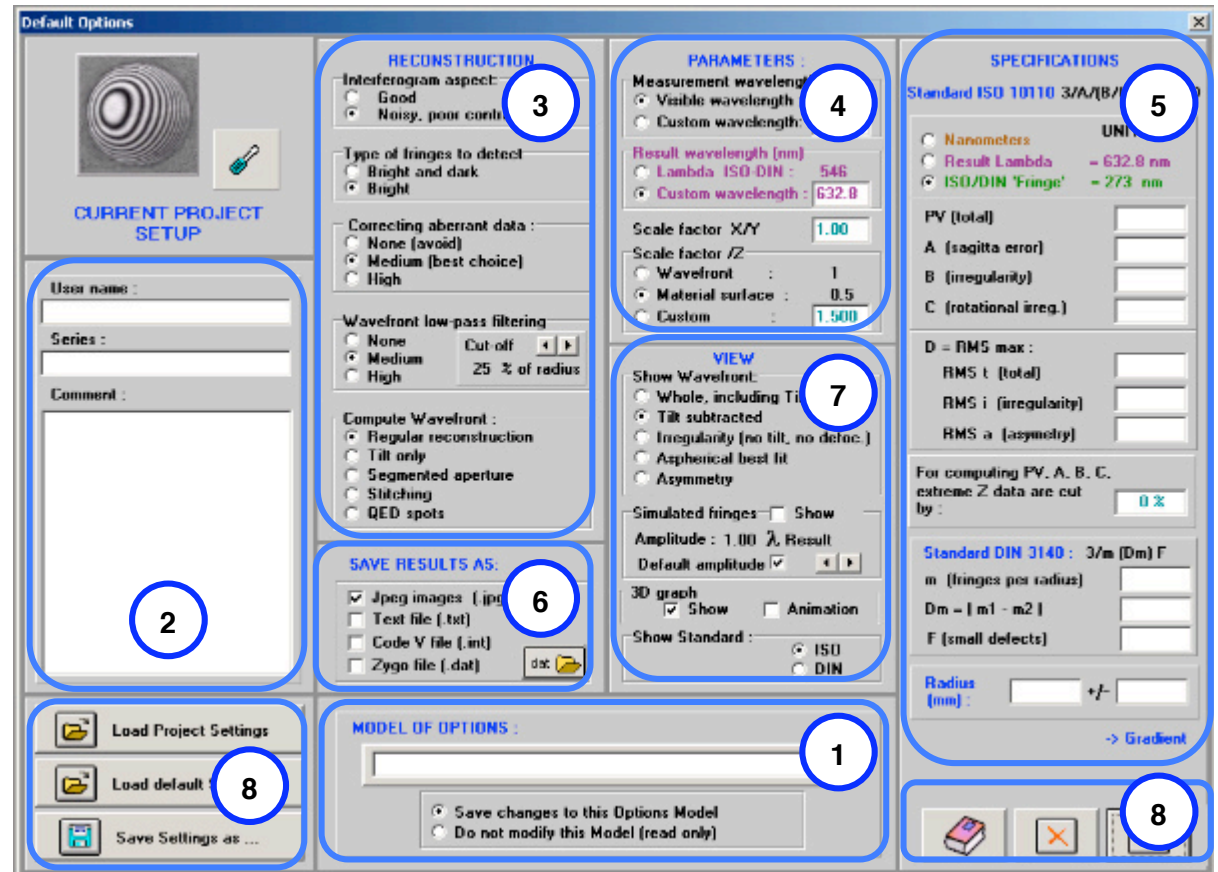 Default Options
CURRENT PROJECT
SETUP
User name :
Series :
Comment :
2
Load Project Settings
Load default
Save Settings as ...
8
RECONSTRUCTION
3
Interferogram aspect:
Good
Noisy, poor
Type of fringes to detect
Bright and dark
Bright
Correcting aberrant data :
None (avoid)
Medium (best choice)
High
Wavefront low-pass filtering
None
Medium
High
Cut-off
25 % of radius
Compute Wavefront :
Regular reconstruction
Tilt only
Segmented aperture
Stitching
QED spots
SAVE RESULTS AS:
6
Jpeg images (.jpg
Text file (.txt)
Code V file (.int)
Zygo file (.dat)
dat
PARAMETERS :
4
Measurement wavelength
Visible wavelength
Custom wavelength:
Result wavelength (nm)
Lambda ISO-DIN : 546
Custom wavelength : 632.8
Scale factor X/Y 1.00
Scale factor /Z
Wavefront : 1
Material surface : 0.5
Custom : 1.500
VIEW
7
Show Wavefront:
Whole, including
Tilt subtracted
Irregularity (no tilt, no defoc.)
Aspherical best fit
Asymmetry
Simulated fringes Show
Amplitude : 1.00 λ Result
Default amplitude
3D graph
Show Animation
Show Standard :
ISO
DIN
MODEL OF OPTIONS :
1
Save changes to this Options Model
Do not modify this Model (read only)
SPECIFICATIONS
5
Standard ISO 10110 3/A/(B/
Nanometers
Result Lambda = 632.8 nm
ISO/DIN 'Fringe' = 273 nm
PV (total)
A (sagitta error)
B (irregularity)
C (rotational irreg.)
D = RMS max :
RMS t (total)
RMS i (irregularity)
RMS a (asymetry)
For computing PV, A, B, C,
extreme Z data are cut
by : 0 %
Standard DIN 3140 : 3/m (Dm) F
m (fringes per radius)
Dm = | m1 - m2 |
F (small defects)
Radius
(mm) : +/-
-> Gradient
8